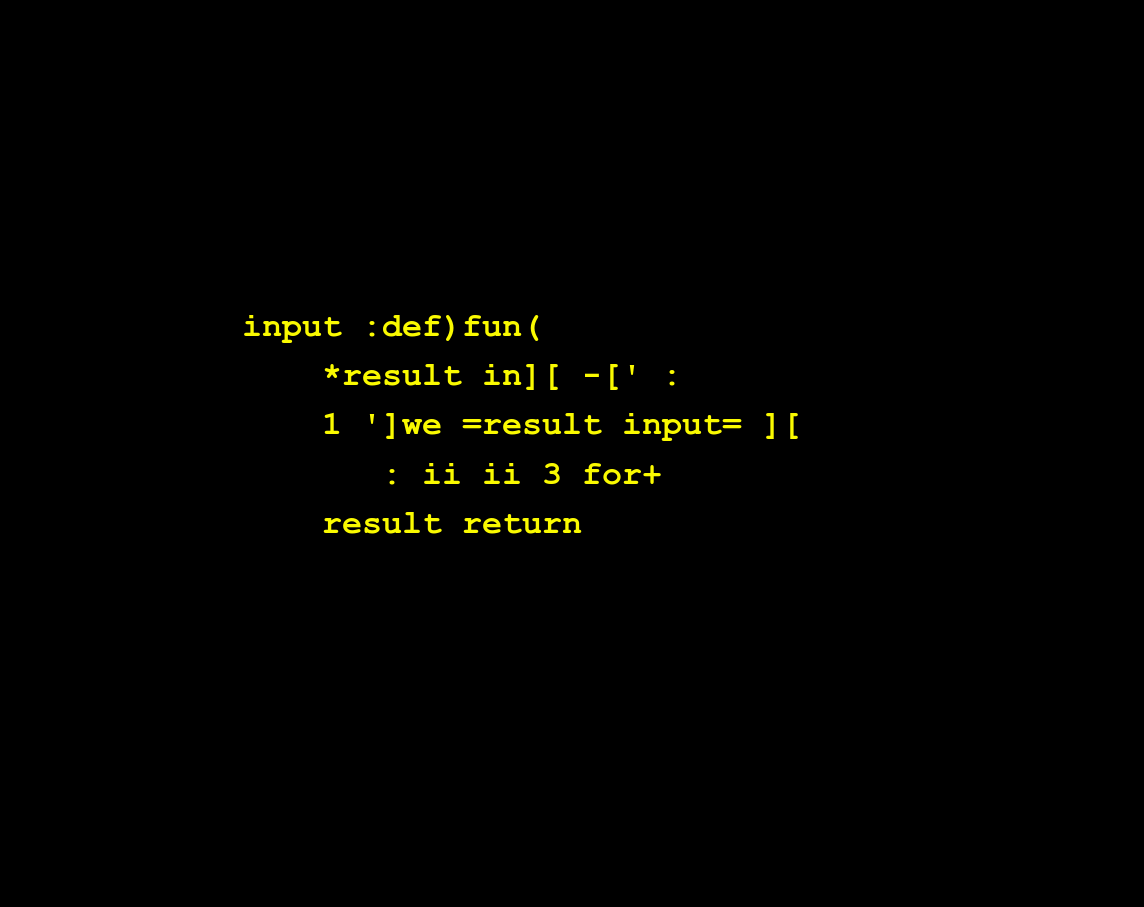 input :def)fun(
    *result in][ -[' :
    1 ']we =result input= ][
       : ii ii 3 for+
    result return